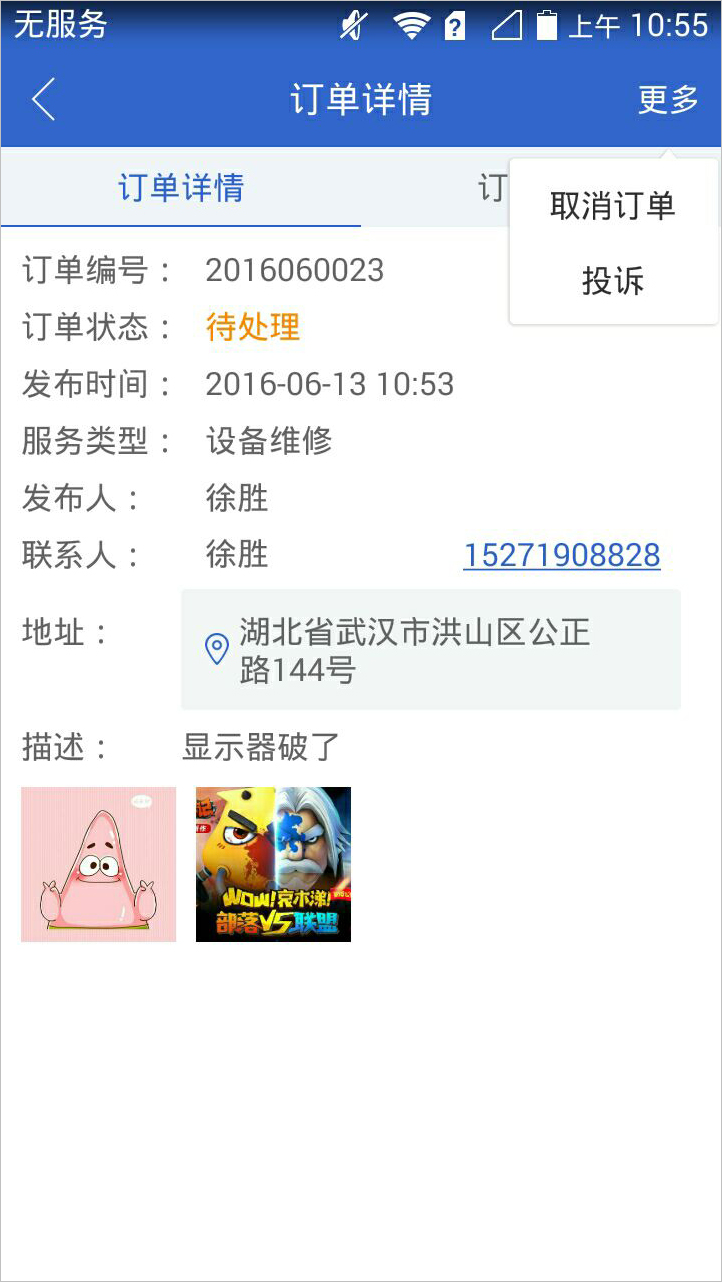 无服务
上午 10:55
订单详情
更多
订单详情
订
取消订单
投诉
订单编号： 2016060023
订单状态： 待处理
发布时间： 2016-06-13 10:53
服务类型： 设备维修
发布人： 徐胜
联系人： 徐胜 15271908828
地址： 湖北省武汉市洪山区公正
路144号
描述： 显示器破了
WOW!哀木涕!
部落VS联盟